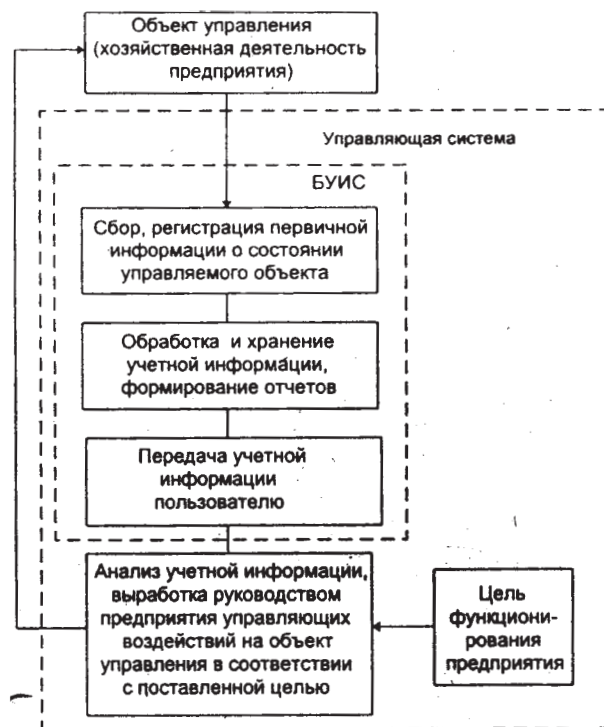 Объект управления
(хозяйственная деятельность
предприятия)
Управляющая система
БУИС
Сбор, регистрация первичной
информации о состоянии
управляемого объекта
Обработка и хранение
учетной информации,
формирование отчетов
Передача учетной
информации
пользователю
Анализ учетной информации,
выработка руководством
предприятия управляющих
воздействий на объект
управления в соответствии
с поставленной целью
Цель
функциони-
рования
предприятия